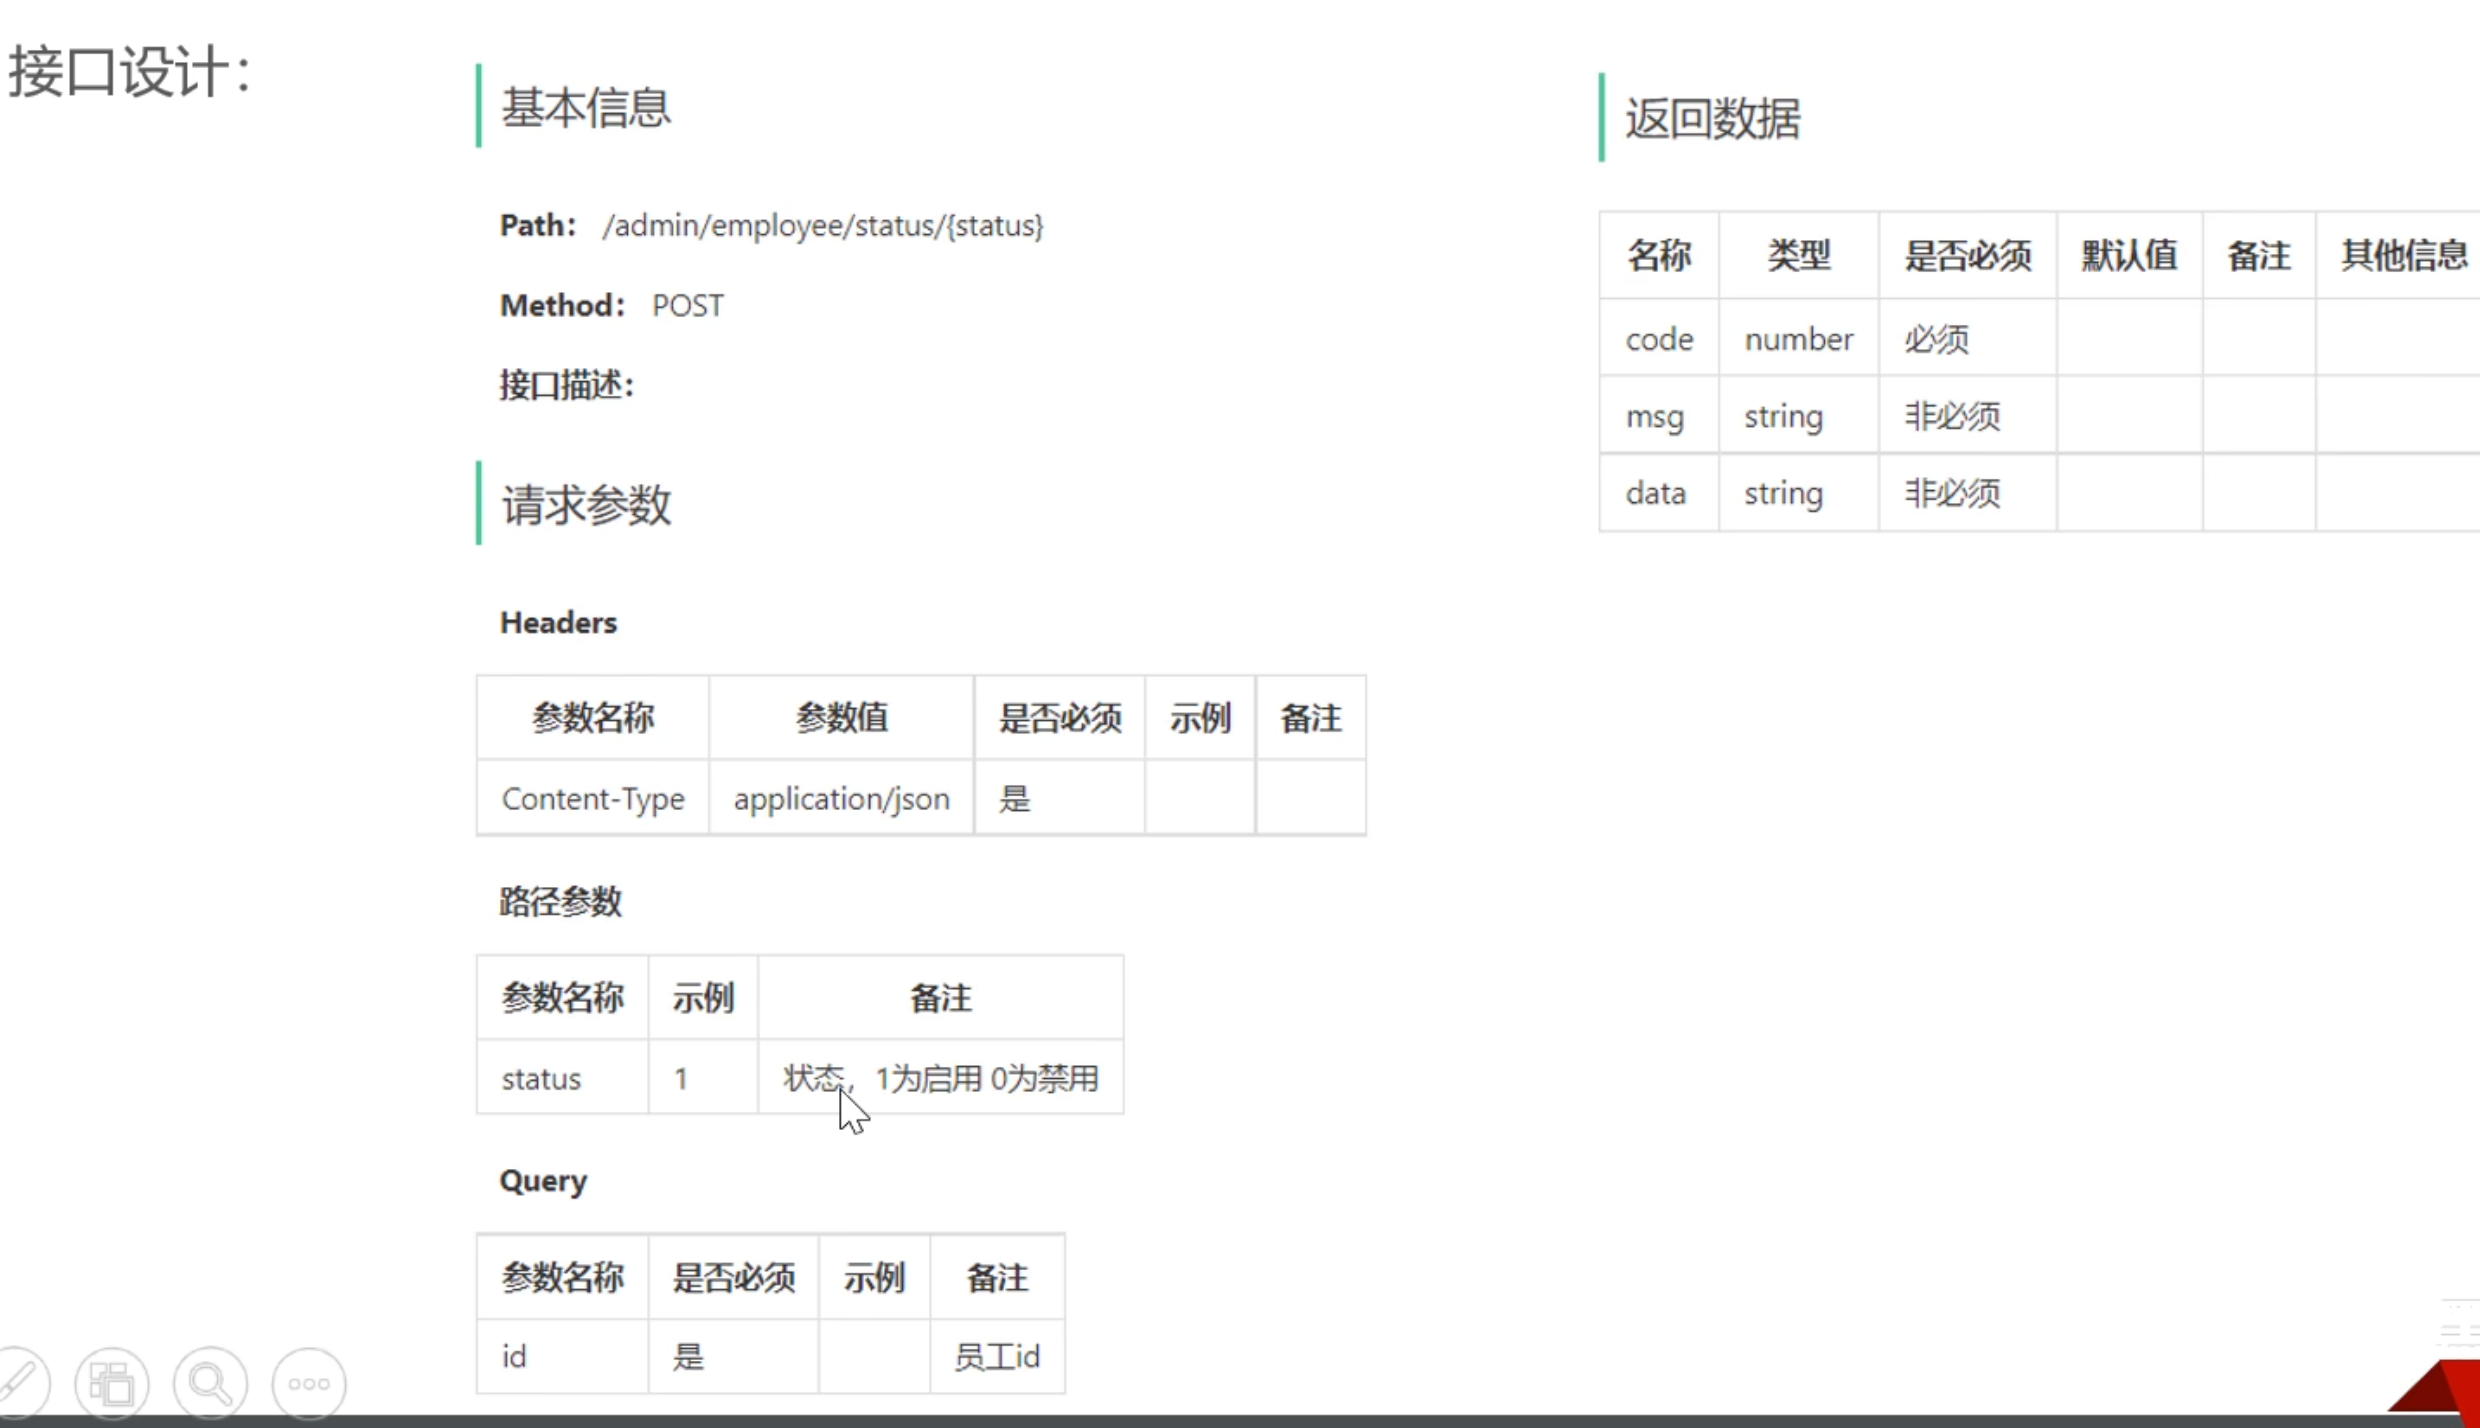 接口设计：
基本信息
Path： /admin/employee/status/{status}
Method： POST
接口描述：
请求参数
Headers
参数名称 参数值 是否必须 示例 备注
Content-Type application/json 是
路径参数
参数名称 示例 备注
status 1 状态，1为启用 0为禁用
Query
参数名称 是否必须 示例 备注
id 是 员工id
返回数据
名称 类型 是否必须 默认值 备注 其他信息
code number 必须
msg string 非必须
data string 非必须